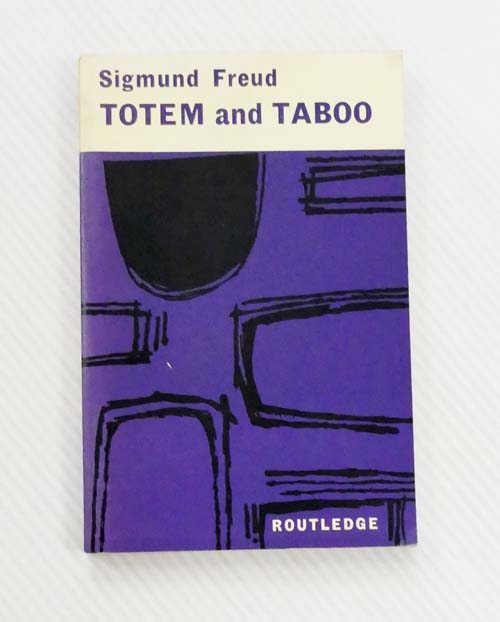 Sigmund Freud
TOTEM and TABOO
ROUTLEDGE